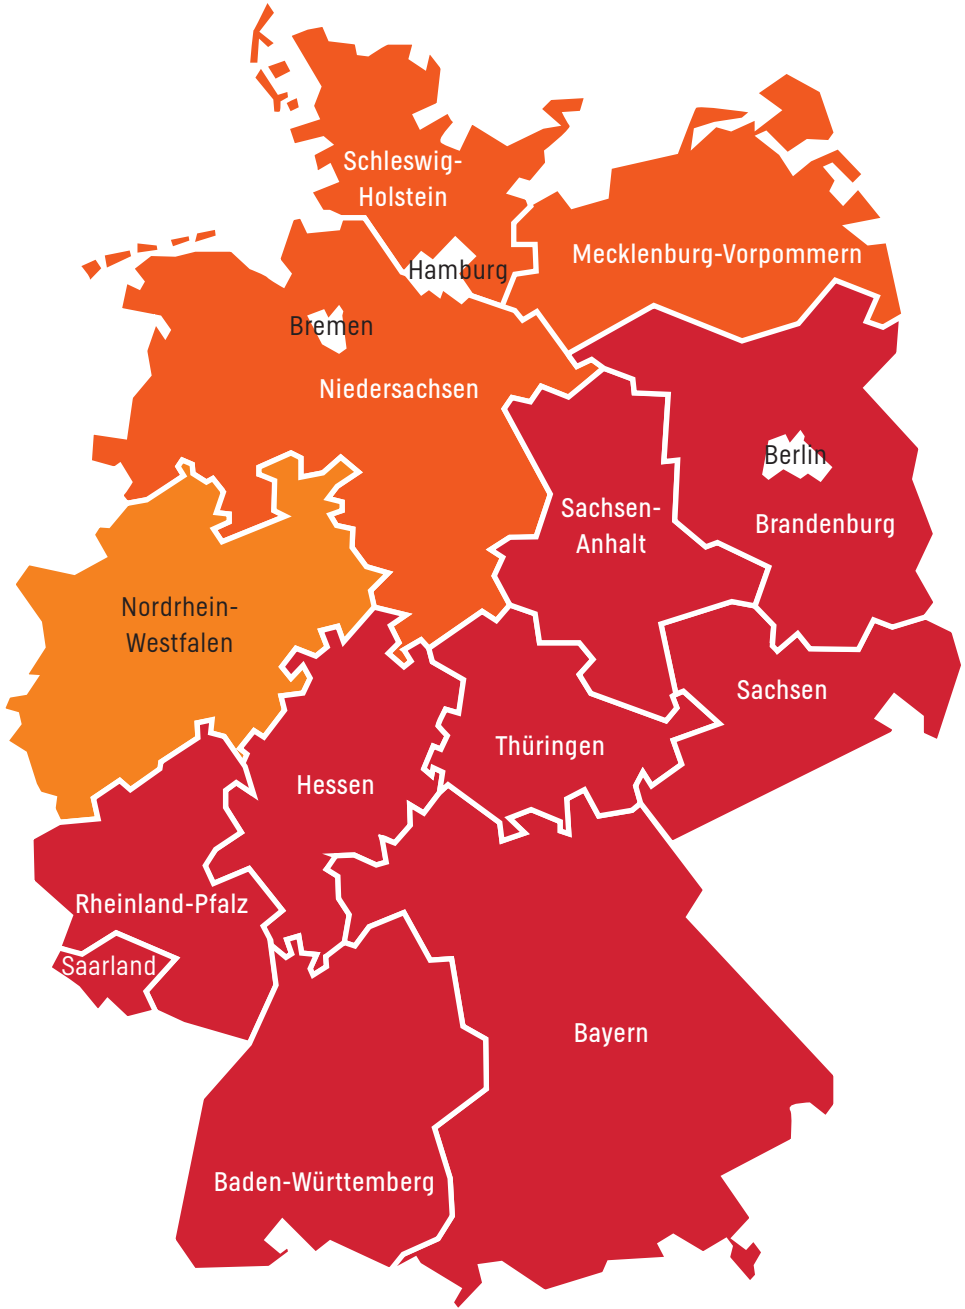 Schleswig-
Holstein
Mecklenburg-Vorpommern
Hamburg
Bremen
Niedersachsen
Berlin
Sachsen-
Anhalt
Brandenburg
Nordrhein-
Westfalen
Sachsen
Thüringen
Hessen
Rheinland-Pfalz
Saarland
Bayern
Baden-Württemberg